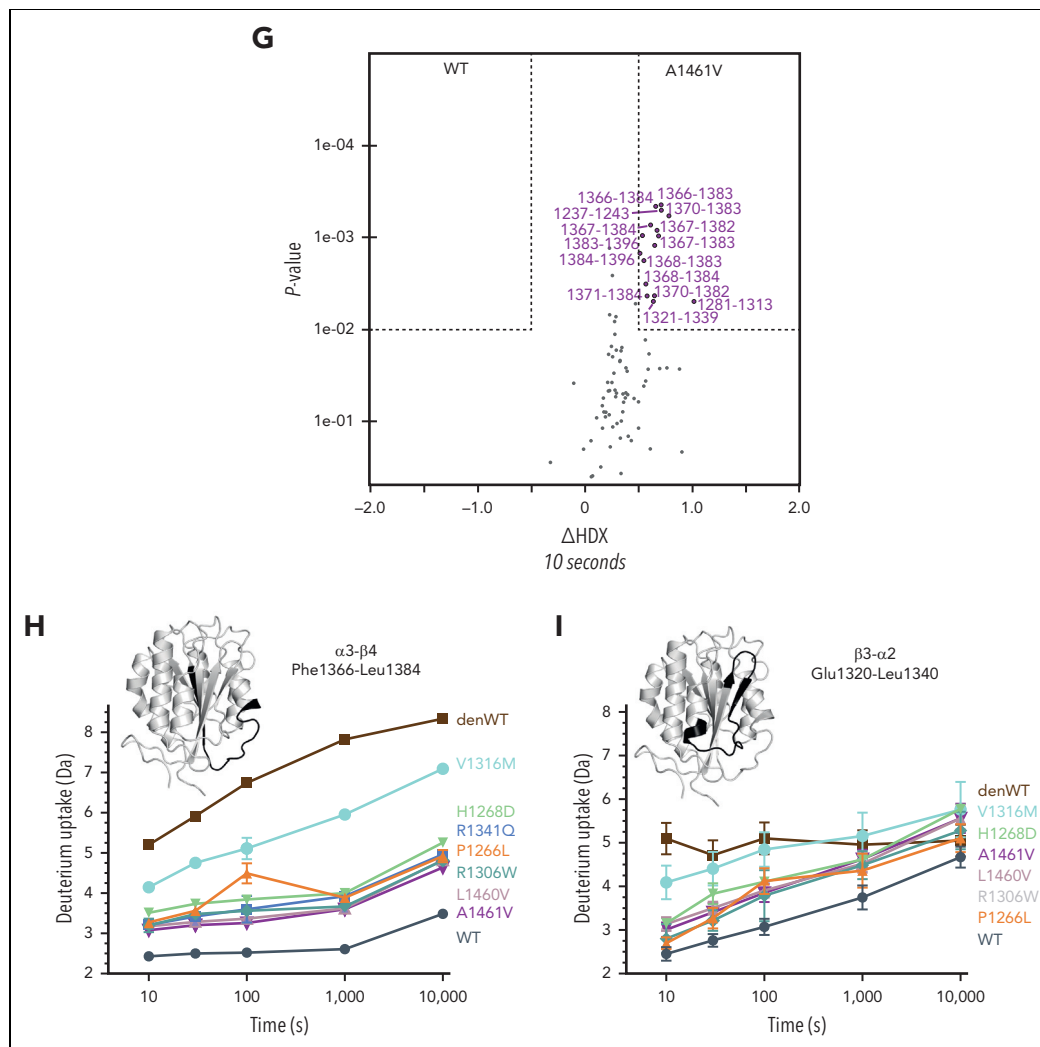 G
WT
A1461V
1e-04
1e-03
1e-02
1e-01
P-value
1366-1384
1366-1383
1237-1243
1370-1383
1367-1384
1367-1382
1383-1396
1367-1383
1384-1396
1368-1383
1368-1384
1371-1384
1370-1382
1281-1313
1321-1339
−2.0
−1.0
0
1.0
2.0
ΔHDX
10 seconds
H
α3-β4
Phe1366-Leu1384
Deuterium uptake (Da)
8
7
6
5
4
3
2
denWT
V1316M
H1268D
R1341Q
P1266L
R1306W
L1460V
A1461V
WT
10
100
1,000
10,000
Time (s)
I
β3-α2
Glu1320-Leu1340
Deuterium uptake (Da)
8
7
6
5
4
3
2
denWT
V1316M
H1268D
A1461V
L1460V
R1306W
P1266L
WT
10
100
1,000
10,000
Time (s)